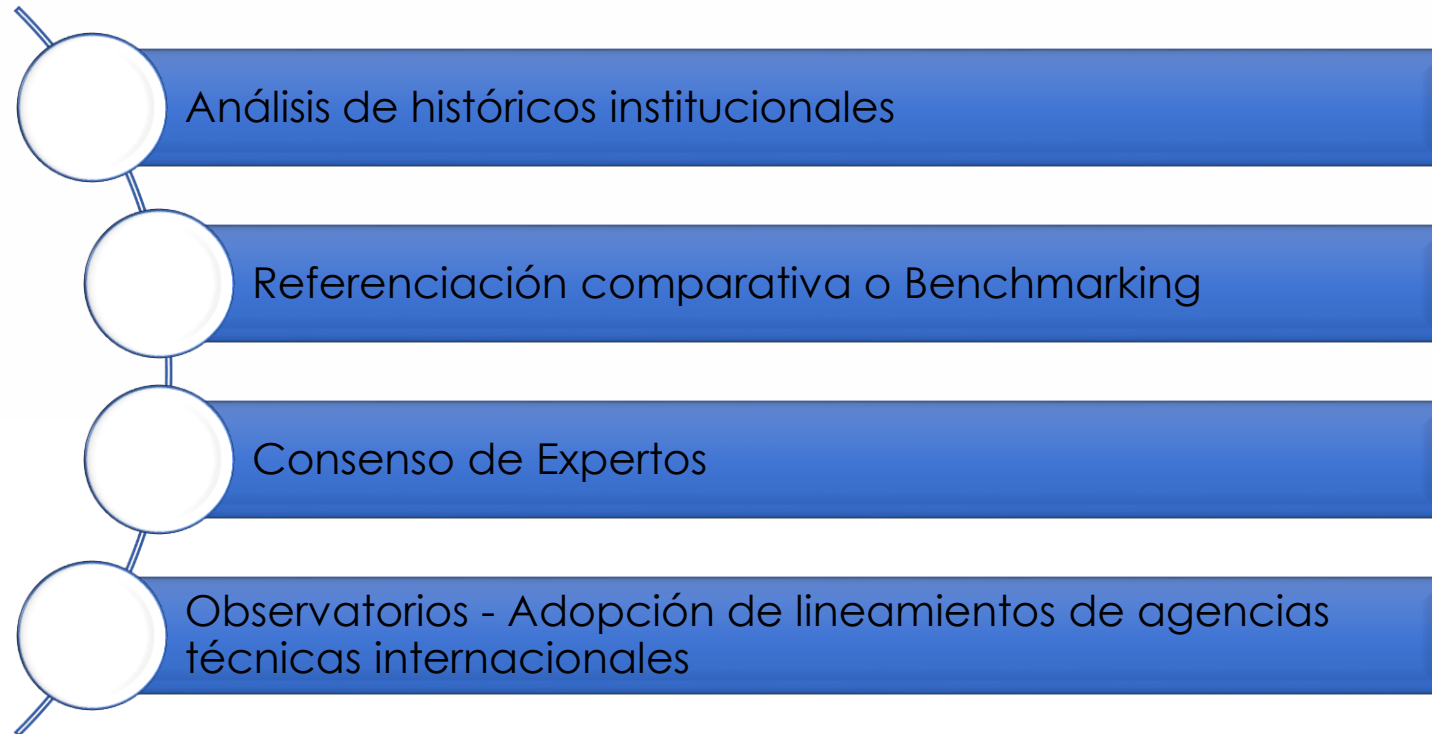 Análisis de históricos institucionales
Referenciación comparativa o Benchmarking
Consenso de Expertos
Observatorios - Adopción de lineamientos de agencias
técnicas internacionales